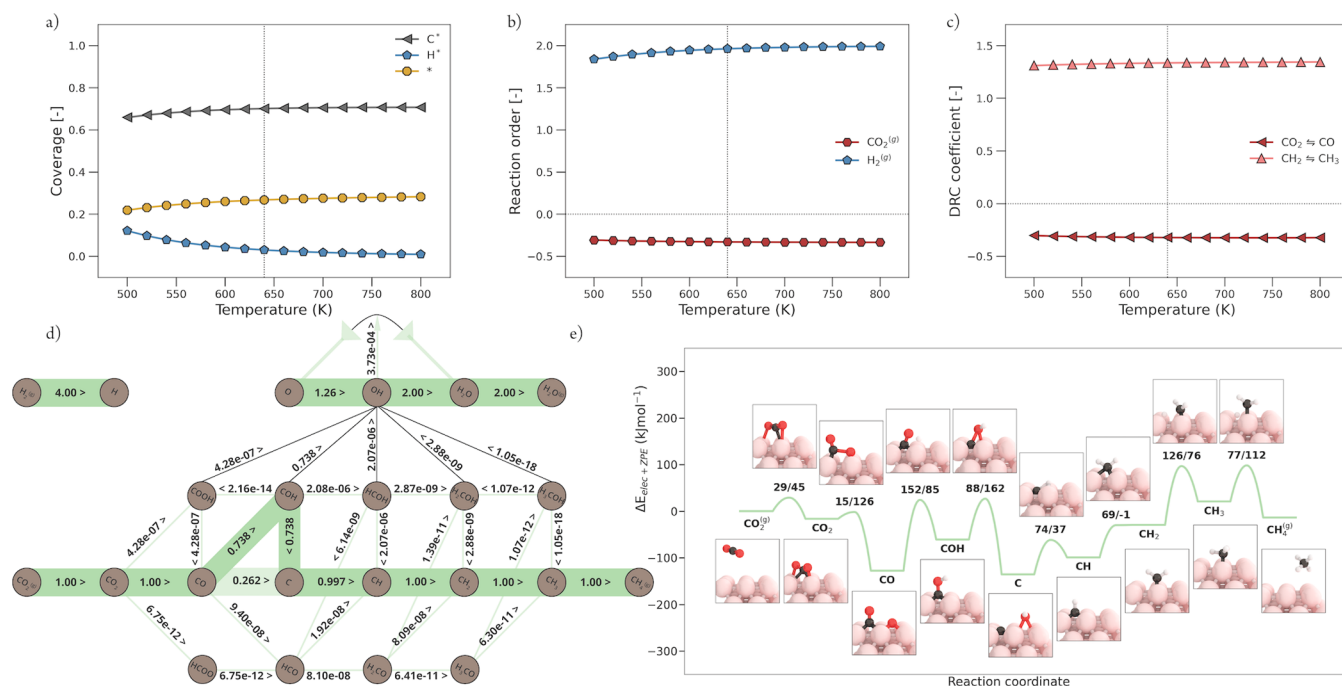 a)
1.0
0.8
0.6
0.4
0.2
0.0
Coverage [-]
C*
H*
*
500 550 600 650 700 750 800
Temperature (K)
b)
2.0
1.5
1.0
0.5
0.0
−0.5
Reaction order [-]
CO₂⁽ᵍ⁾
H₂⁽ᵍ⁾
500 550 600 650 700 750 800
Temperature (K)
c)
1.5
1.0
0.5
0.0
−0.5
DRC coefficient [-]
CO₂ ⇋ CO
CH₂ ⇋ CH₃
500 550 600 650 700 750 800
Temperature (K)
d)
3.73e-04 >
H₂(g) 4.00 > H
O 1.26 > OH 2.00 > H₂O 2.00 > H₂O(g)
4.28e-07 >
0.738 >
2.07e-06 >
< 2.88e-09
< 1.05e-18
COOH < 2.16e-14 COH 2.08e-06 > HCOH 2.87e-09 > H₂COH < 1.07e-12 H₃COH
4.28e-07 >
< 4.28e-07
0.738 >
< 0.738
< 6.14e-09
< 2.07e-06
1.39e-11 >
< 2.88e-09
1.07e-12 >
< 1.05e-18
CO₂(g) 1.00 > CO₂ 1.00 > CO 0.262 > C 0.997 > CH 1.00 > CH₂ 1.00 > CH₃ 1.00 > CH₄(g)
6.75e-12 >
9.40e-08 >
1.92e-08 >
8.09e-08 >
6.30e-11 >
HCOO 6.75e-12 > HCO 8.10e-08 H₂CO 6.41e-11 > H₃CO
e)
300
200
100
0
−100
−200
−300
ΔE_elec+ZPE (kJmol⁻¹)
29/45
15/126
152/85
88/162
74/37
69/-1
126/76
77/112
CO₂⁽ᵍ⁾
CO₂
CO
COH
C
CH
CH₂
CH₃
CH₄⁽ᵍ⁾
Reaction coordinate